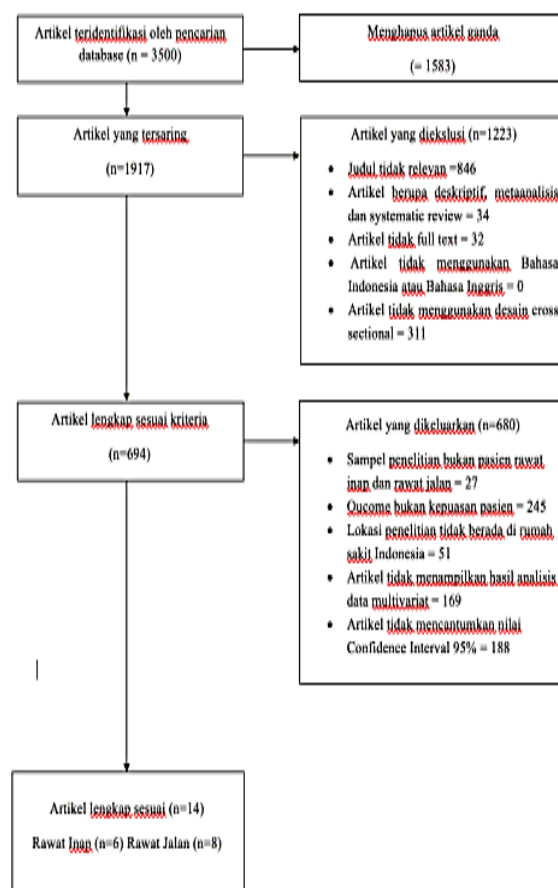 Artikel teridentifikasi oleh pencarian
database (n = 3500)
Menghapus artikel ganda
(= 1583)
Artikel yang tersaring
(n=1917)
Artikel yang diekslusi (n=1223)
• Judul tidak relevan =846
• Artikel berupa deskriptif, metaanalisis
dan systematic review = 34
• Artikel tidak full text = 32
• Artikel tidak menggunakan Bahasa
Indonesia atau Bahasa Inggris = 0
• Artikel tidak menggunakan desain cross
sectional = 311
Artikel lengkap sesuai kriteria
(n=694)
Artikel yang dikeluarkan (n=680)
• Sampel penelitian bukan pasien rawat
inap dan rawat jalan = 27
• Oucome bukan kepuasan pasien = 245
• Lokasi penelitian tidak berada di rumah
sakit Indonesia = 51
• Artikel tidak menampilkan hasil analisis
data multivariat = 169
• Artikel tidak mencantumkan nilai
Confidence Interval 95% = 188
Artikel lengkap sesuai (n=14)
Rawat Inap (n=6) Rawat Jalan (n=8)